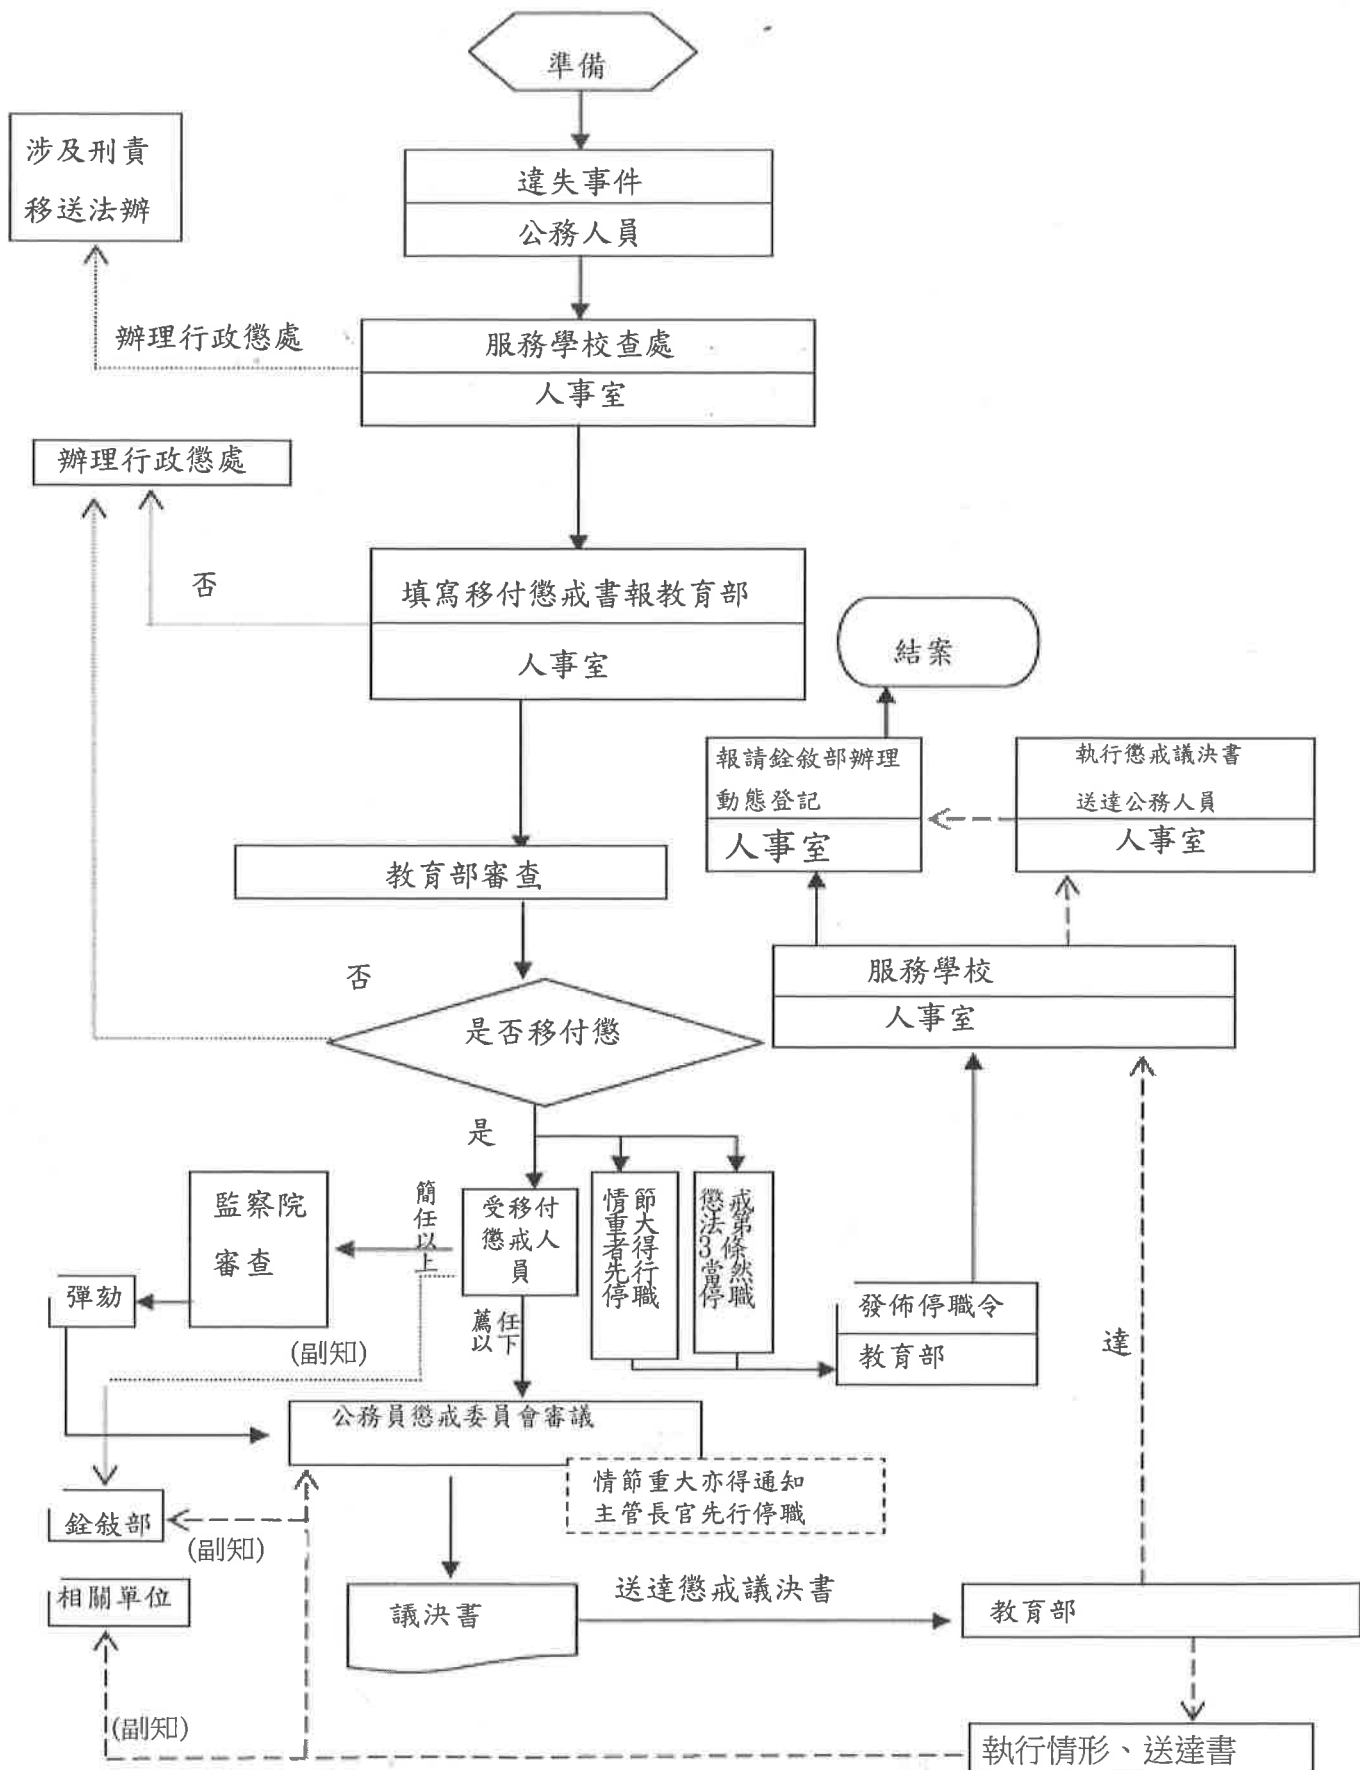 準備
涉及刑責
移送法辦
違失事件
公務人員
辦理行政懲處
服務學校查處
人事室
辦理行政懲處
否
填寫移付懲戒書報教育部
人事室
結案
報請銓敘部辦理
動態登記
人事室
執行懲戒議決書
送達公務人員
人事室
教育部審查
否
服務學校
人事室
是否移付懲
是
監察院
審查
簡任以上
受移付
懲戒人
員
情節
重大
者得
先行
停職
懲戒
法第
3條
當然
停職
彈劾
發佈停職令
教育部
達
薦任
以下
(副知)
公務員懲戒委員會審議
情節重大亦得通知
主管長官先行停職
銓敍部
(副知)
相關單位
議決書
送達懲戒議決書
教育部
(副知)
執行情形、送達書